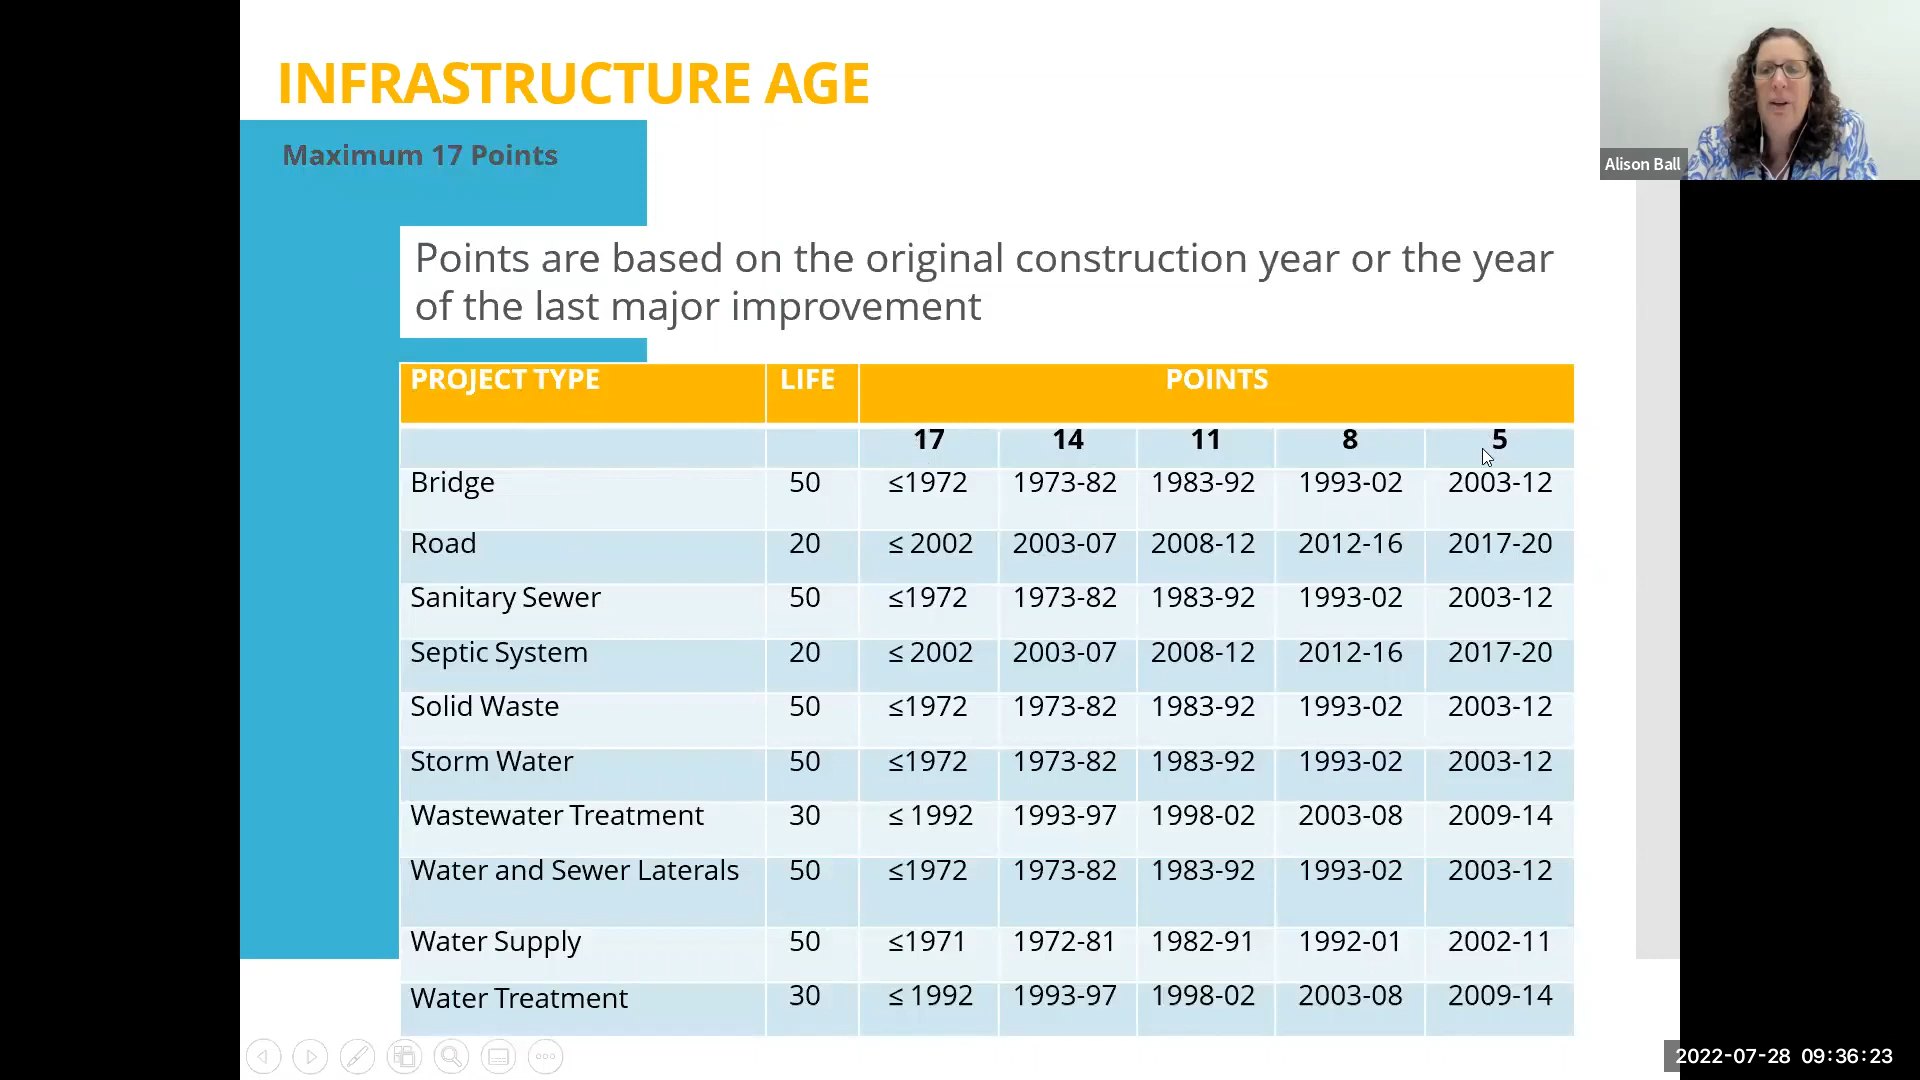 INFRASTRUCTURE AGE
Maximum 17 Points
Points are based on the original construction year or the year
of the last major improvement
PROJECT TYPE LIFE POINTS
17 14 11 8 5
Bridge 50 ≤1972 1973-82 1983-92 1993-02 2003-12
Road 20 ≤ 2002 2003-07 2008-12 2012-16 2017-20
Sanitary Sewer 50 ≤1972 1973-82 1983-92 1993-02 2003-12
Septic System 20 ≤ 2002 2003-07 2008-12 2012-16 2017-20
Solid Waste 50 ≤1972 1973-82 1983-92 1993-02 2003-12
Storm Water 50 ≤1972 1973-82 1983-92 1993-02 2003-12
Wastewater Treatment 30 ≤ 1992 1993-97 1998-02 2003-08 2009-14
Water and Sewer Laterals 50 ≤1972 1973-82 1983-92 1993-02 2003-12
Water Supply 50 ≤1971 1972-81 1982-91 1992-01 2002-11
Water Treatment 30 ≤ 1992 1993-97 1998-02 2003-08 2009-14
Alison Ball
2022-07-28 09:36:23